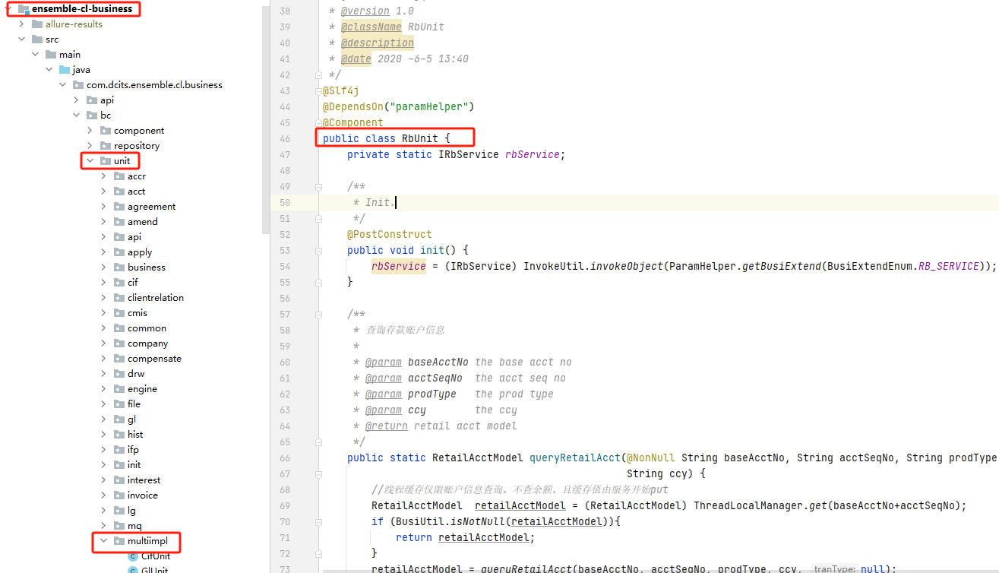 ensemble-cl-business
allure-results
src
main
java
com.dcits.ensemble.cl.business
api
bc
component
repository
unit
accr
acct
agreement
amend
api
apply
business
cif
clientrelation
cmis
common
company
compensate
drw
engine
file
gl
hist
ifp
init
interest
invoice
lg
mq
multiimpl
CifUnit
GlUnit
38 * @version 1.0
39 * @className RbUnit
40 * @description
41 * @date 2020 -6-5 13:40
42 */
43 @Slf4j
44 @DependsOn("paramHelper")
45 @Component
46 public class RbUnit {
47 private static IRbService rbService;
48
49 /**
50 * Init.
51 */
52 @PostConstruct
53 public void init() {
54 rbService = (IRbService) InvokeUtil.invokeObject(ParamHelper.getBusiExtend(BusiExtendEnum.RB_SERVICE));
55 }
56
57 /**
58 * 查询存款账户信息
59 *
60 * @param baseAcctNo the base acct no
61 * @param acctSeqNo the acct seq no
62 * @param prodType the prod type
63 * @param ccy the ccy
64 * @return retail acct model
65 */
66 public static RetailAcctModel queryRetailAcct(@NonNull String baseAcctNo, String acctSeqNo, String prodType
67 String ccy) {
68 //线程缓存仅限账户信息查询，不查余额，且缓存值由服务开始put
69 RetailAcctModel retailAcctModel = (RetailAcctModel) ThreadLocalManager.get(baseAcctNo+acctSeqNo);
70 if (BusiUtil.isNotNull(retailAcctModel)){
71 return retailAcctModel;
72 }
73 retailAcctModel = queryRetailAcct(baseAcctNo, acctSeqNo, prodType, ccy, tranType: null);